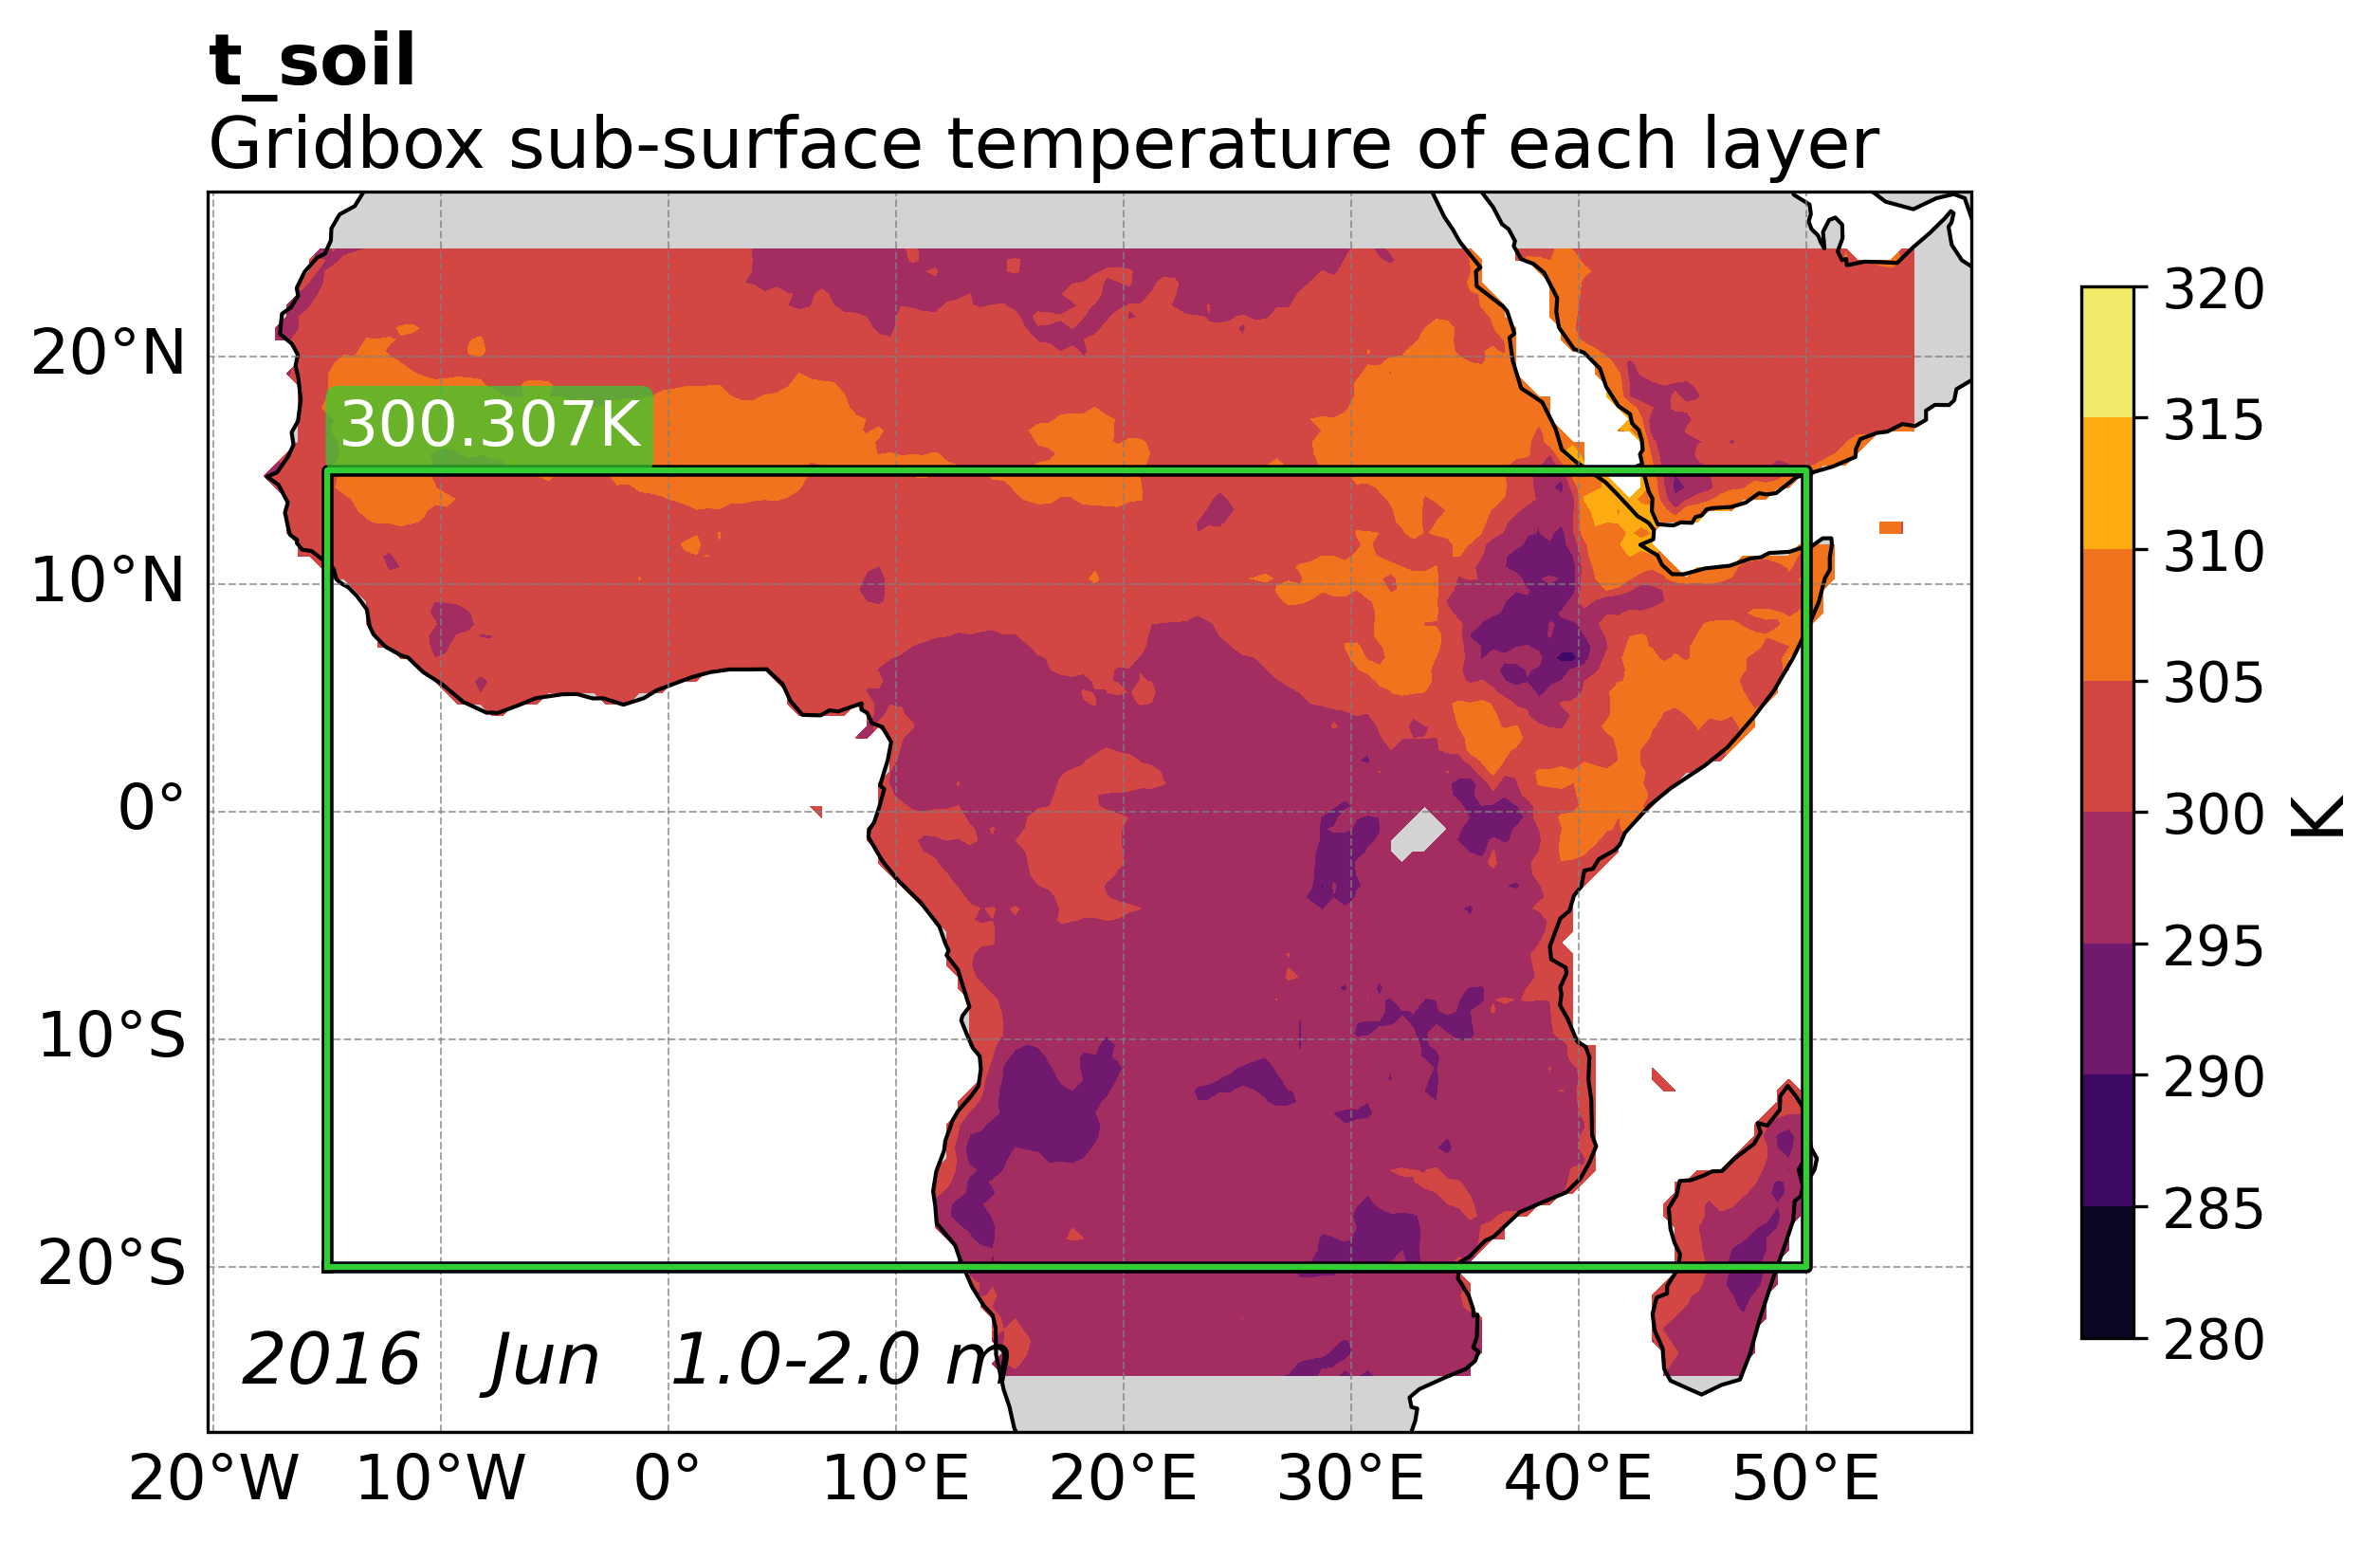 t_soil
Gridbox sub-surface temperature of each layer
20°N
10°N
0°
10°S
20°S
300.307K
2016 Jun 1.0-2.0 m
20°W 10°W 0° 10°E 20°E 30°E 40°E 50°E
320
315
310
305
300
295
290
285
280
K